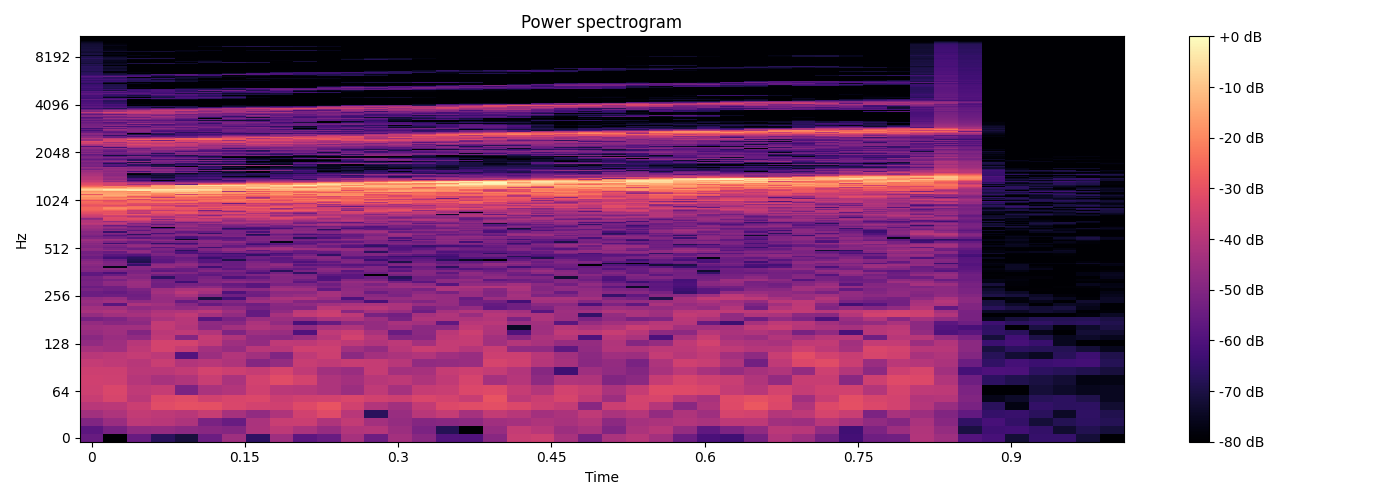 Power spectrogram
Hz
8192
4096
2048
1024
512
256
128
64
0
0 0.15 0.3 0.45 0.6 0.75 0.9
Time
+0 dB
-10 dB
-20 dB
-30 dB
-40 dB
-50 dB
-60 dB
-70 dB
-80 dB